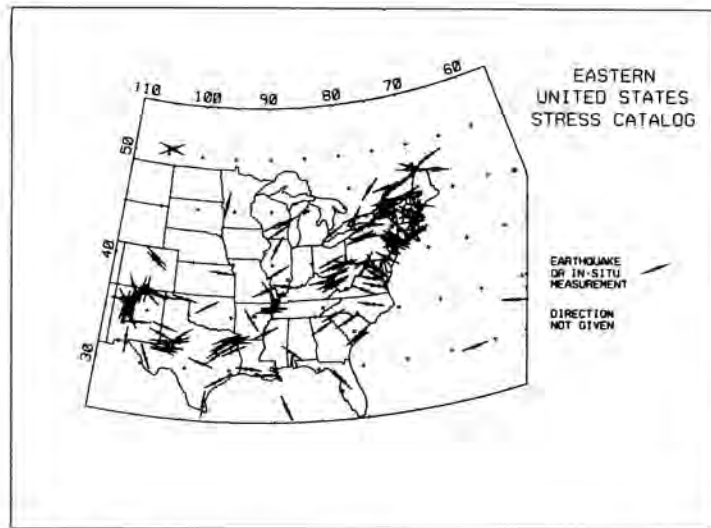 60
70
80
90
100
110
50
40
30
EASTERN
UNITED STATES
STRESS CATALOG
EARTHQUAKE
OR IN-SITU
MEASUREMENT
DIRECTION
NOT GIVEN